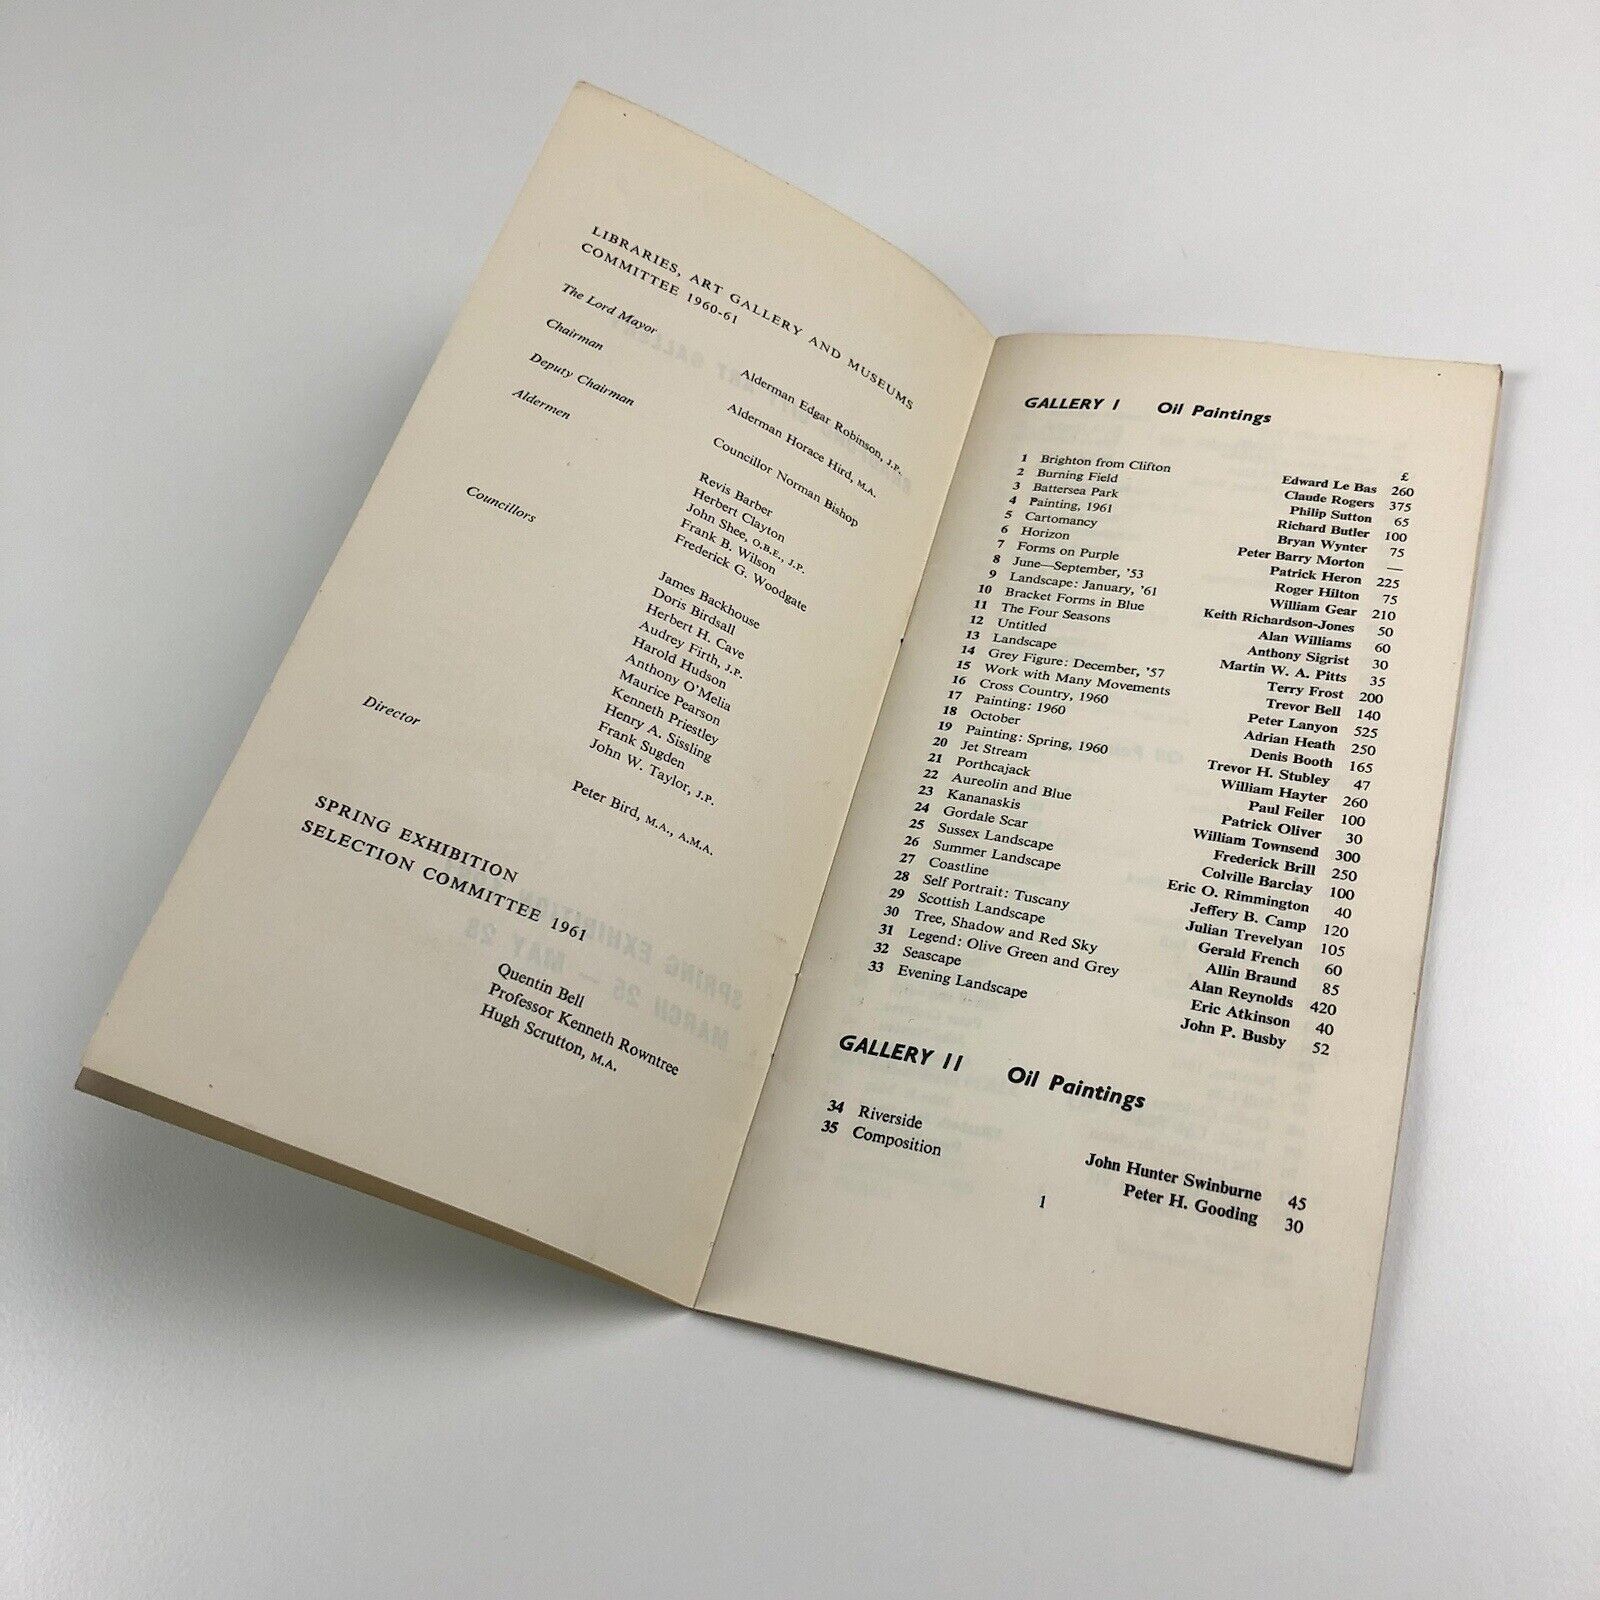 LIBRARIES, ART GALLERY AND MUSEUMS
COMMITTEE 1960-61
The Lord Mayor Alderman Edgar Robinson, J.P.
Chairman Alderman Horace Hird, M.A.
Deputy Chairman Councillor Norman Bishop
Aldermen Revis Barber
Herbert Clayton
John Shee, O.B.E., J.P.
Frank B. Wilson
Frederick G. Woodgate
Councillors James Backhouse
Doris Birdsall
Herbert H. Cave
Audrey Firth, J.P.
Harold Hudson
Anthony O'Melia
Maurice Pearson
Kenneth Priestley
Henry A. Sissling
Frank Sugden
John W. Taylor, J.P.
Director Peter Bird, M.A., A.M.A.
SPRING EXHIBITION
SELECTION COMMITTEE 1961
Quentin Bell
Professor Kenneth Rowntree
Hugh Scrutton, M.A.
GALLERY I Oil Paintings
£
1 Brighton from Clifton Edward Le Bas 260
2 Burning Field Claude Rogers 375
3 Battersea Park Philip Sutton 65
4 Painting, 1961 Richard Butler 100
5 Cartomancy Bryan Wynter 75
6 Horizon Peter Barry Morton —
7 Forms on Purple Patrick Heron 225
8 June—September, '53 Roger Hilton 75
9 Landscape: January, '61 William Gear 210
10 Bracket Forms in Blue Keith Richardson-Jones 50
11 The Four Seasons Alan Williams 60
12 Untitled Anthony Sigrist 30
13 Landscape Martin W. A. Pitts 35
14 Grey Figure: December, '57 Terry Frost 200
15 Work with Many Movements Trevor Bell 140
16 Cross Country, 1960 Peter Lanyon 525
17 Painting: 1960 Adrian Heath 250
18 October Denis Booth 165
19 Painting: Spring, 1960 Trevor H. Stubley 47
20 Jet Stream William Hayter 260
21 Porthcajack Paul Feiler 100
22 Aureolin and Blue Patrick Oliver 30
23 Kananaskis William Townsend 300
24 Gordale Scar Frederick Brill 250
25 Sussex Landscape Colville Barclay 100
26 Summer Landscape Eric O. Rimmington 40
27 Coastline Jeffery B. Camp 120
28 Self Portrait: Tuscany Julian Trevelyan 105
29 Scottish Landscape Gerald French 60
30 Tree, Shadow and Red Sky Allin Braund 85
31 Legend: Olive Green and Grey Alan Reynolds 420
32 Seascape Eric Atkinson 40
33 Evening Landscape John P. Busby 52
GALLERY II Oil Paintings
34 Riverside John Hunter Swinburne 45
35 Composition Peter H. Gooding 30
1